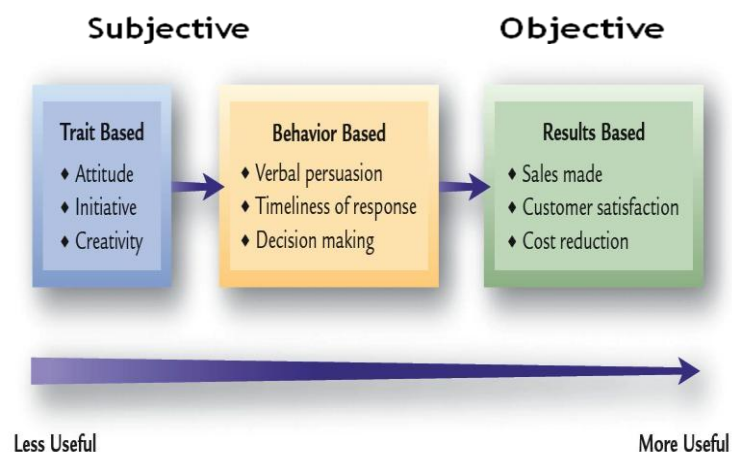 Subjective
Objective
Trait Based
♦ Attitude
♦ Initiative
♦ Creativity
Behavior Based
♦ Verbal persuasion
♦ Timeliness of response
♦ Decision making
Results Based
♦ Sales made
♦ Customer satisfaction
♦ Cost reduction
Less Useful
More Useful